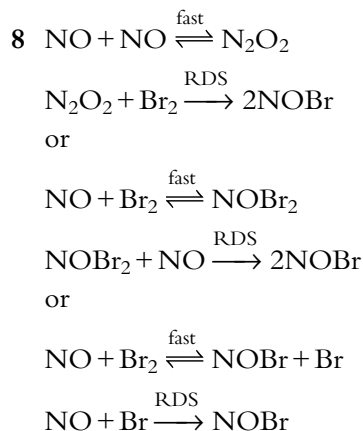 8 NO + NO ⇌ N₂O₂ (fast)
N₂O₂ + Br₂ ⟶ 2NOBr (RDS)
or
NO + Br₂ ⇌ NOBr₂ (fast)
NOBr₂ + NO ⟶ 2NOBr (RDS)
or
NO + Br₂ ⇌ NOBr + Br (fast)
NO + Br ⟶ NOBr (RDS)